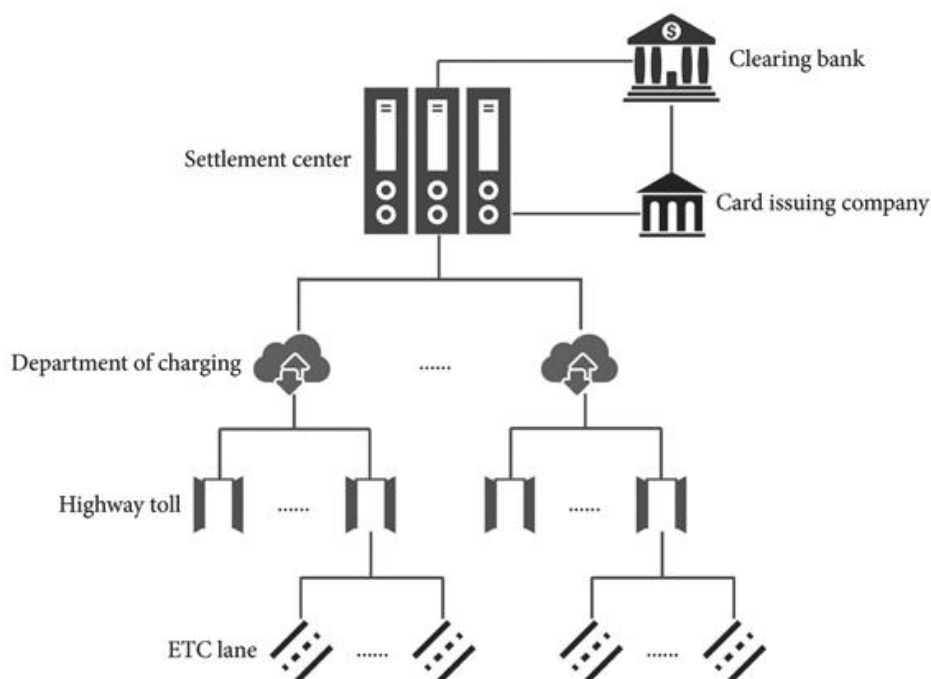 $
Clearing bank
Settlement center
Card issuing company
Department of charging
......
Highway toll
......
......
ETC lane
......
......